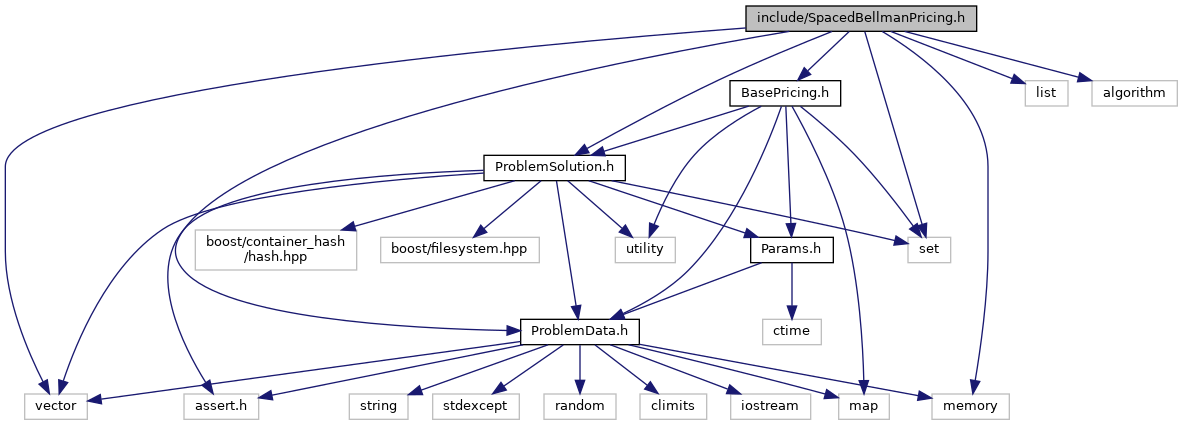 include/SpacedBellmanPricing.h
BasePricing.h
list
algorithm
ProblemSolution.h
boost/container_hash
/hash.hpp
boost/filesystem.hpp
utility
Params.h
set
ProblemData.h
ctime
vector
assert.h
string
stdexcept
random
climits
iostream
map
memory